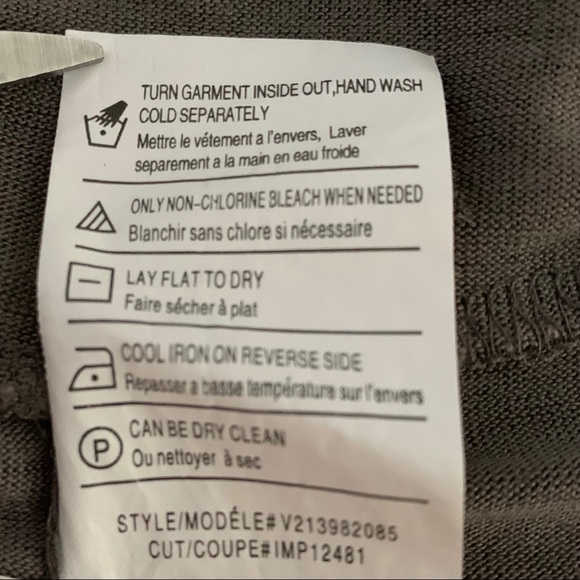 TURN GARMENT INSIDE OUT,HAND WASH
COLD SEPARATELY
Mettre le vétement a l'envers, Laver
separement a la main en eau froide
ONLY NON-CHLORINE BLEACH WHEN NEEDED
Blanchir sans chlore si nécessaire
LAY FLAT TO DRY
Faire sécher à plat
COOL IRON ON REVERSE SIDE
Repasser a basse température sur l'envers
P
CAN BE DRY CLEAN
Ou nettoyer à sec
STYLE/MODÉLE# V213982085
CUT/COUPE#IMP12481